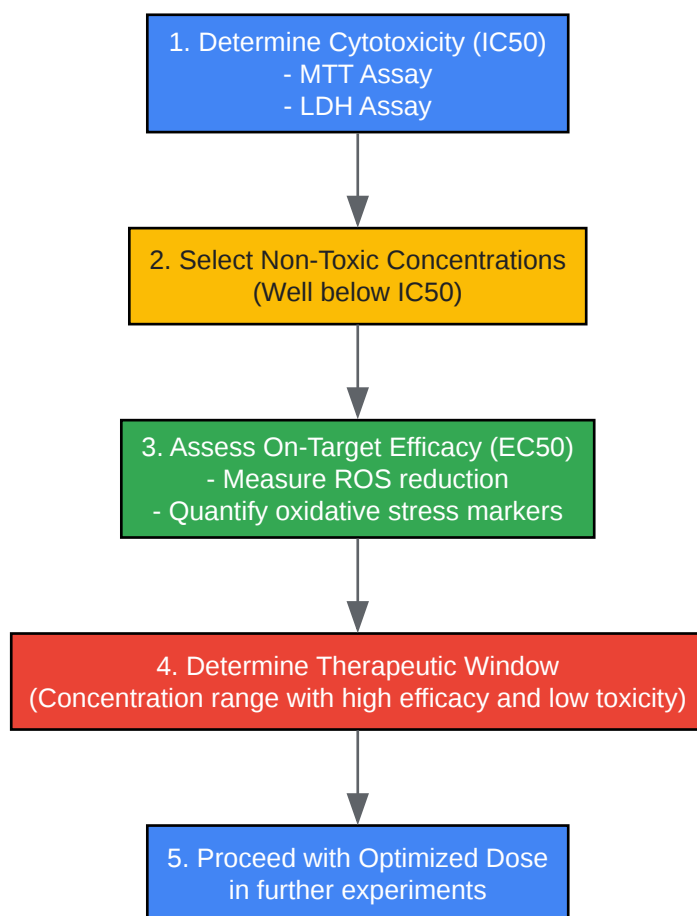 1. Determine Cytotoxicity (IC50)
- MTT Assay
- LDH Assay
2. Select Non-Toxic Concentrations
(Well below IC50)
3. Assess On-Target Efficacy (EC50)
- Measure ROS reduction
- Quantify oxidative stress markers
4. Determine Therapeutic Window
(Concentration range with high efficacy and low toxicity)
5. Proceed with Optimized Dose
in further experiments